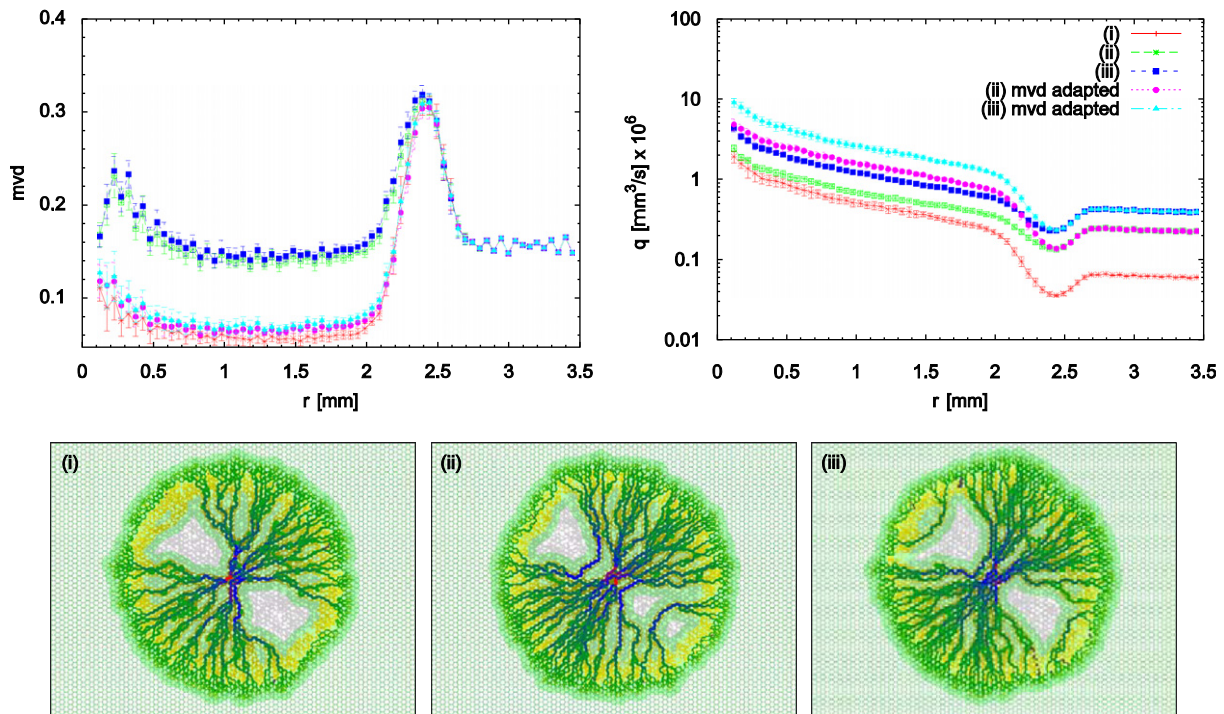 0.4
0.3
0.2
0.1
mvd
0 0.5 1 1.5 2 2.5 3 3.5
r [mm]
100
10
1
0.1
0.01
q [mm³/s] x 10⁶
(i)
(ii)
(iii)
(ii) mvd adapted
(iii) mvd adapted
0 0.5 1 1.5 2 2.5 3 3.5
r [mm]
(i)
(ii)
(iii)